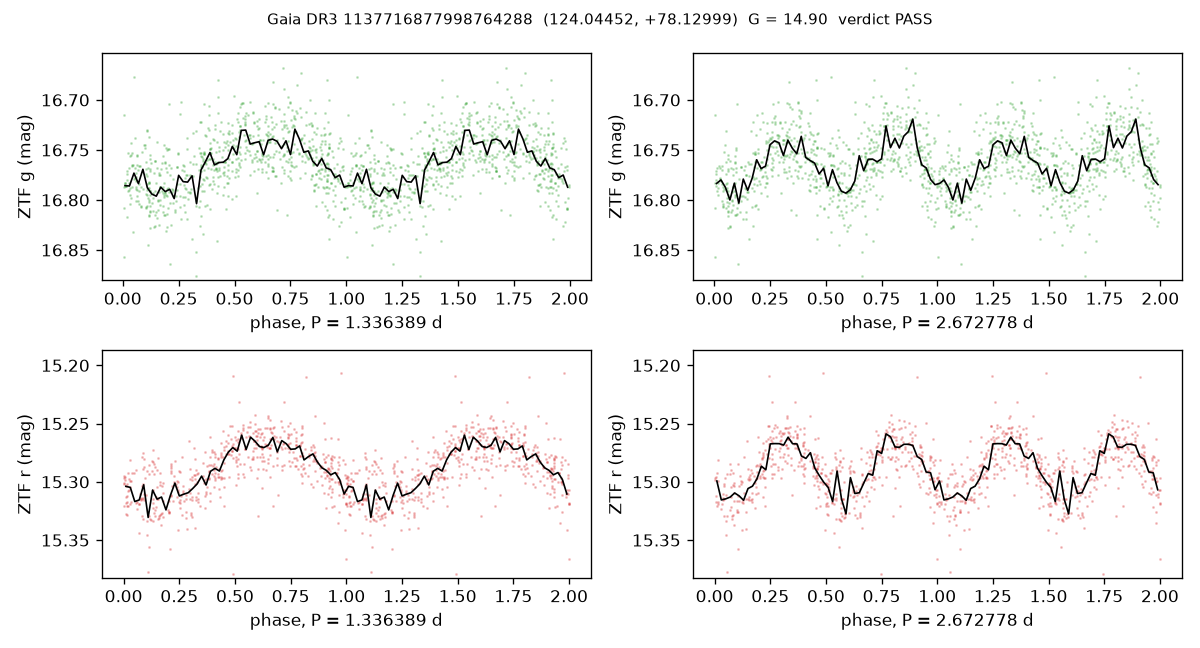 Gaia DR3 1137716877998764288 (124.04452, +78.12999) G = 14.90 verdict PASS
ZTF g (mag)
16.70
16.75
16.80
16.85
0.00 0.25 0.50 0.75 1.00 1.25 1.50 1.75 2.00
phase, P = 1.336389 d
ZTF g (mag)
16.70
16.75
16.80
16.85
0.00 0.25 0.50 0.75 1.00 1.25 1.50 1.75 2.00
phase, P = 2.672778 d
ZTF r (mag)
15.20
15.25
15.30
15.35
0.00 0.25 0.50 0.75 1.00 1.25 1.50 1.75 2.00
phase, P = 1.336389 d
ZTF r (mag)
15.20
15.25
15.30
15.35
0.00 0.25 0.50 0.75 1.00 1.25 1.50 1.75 2.00
phase, P = 2.672778 d